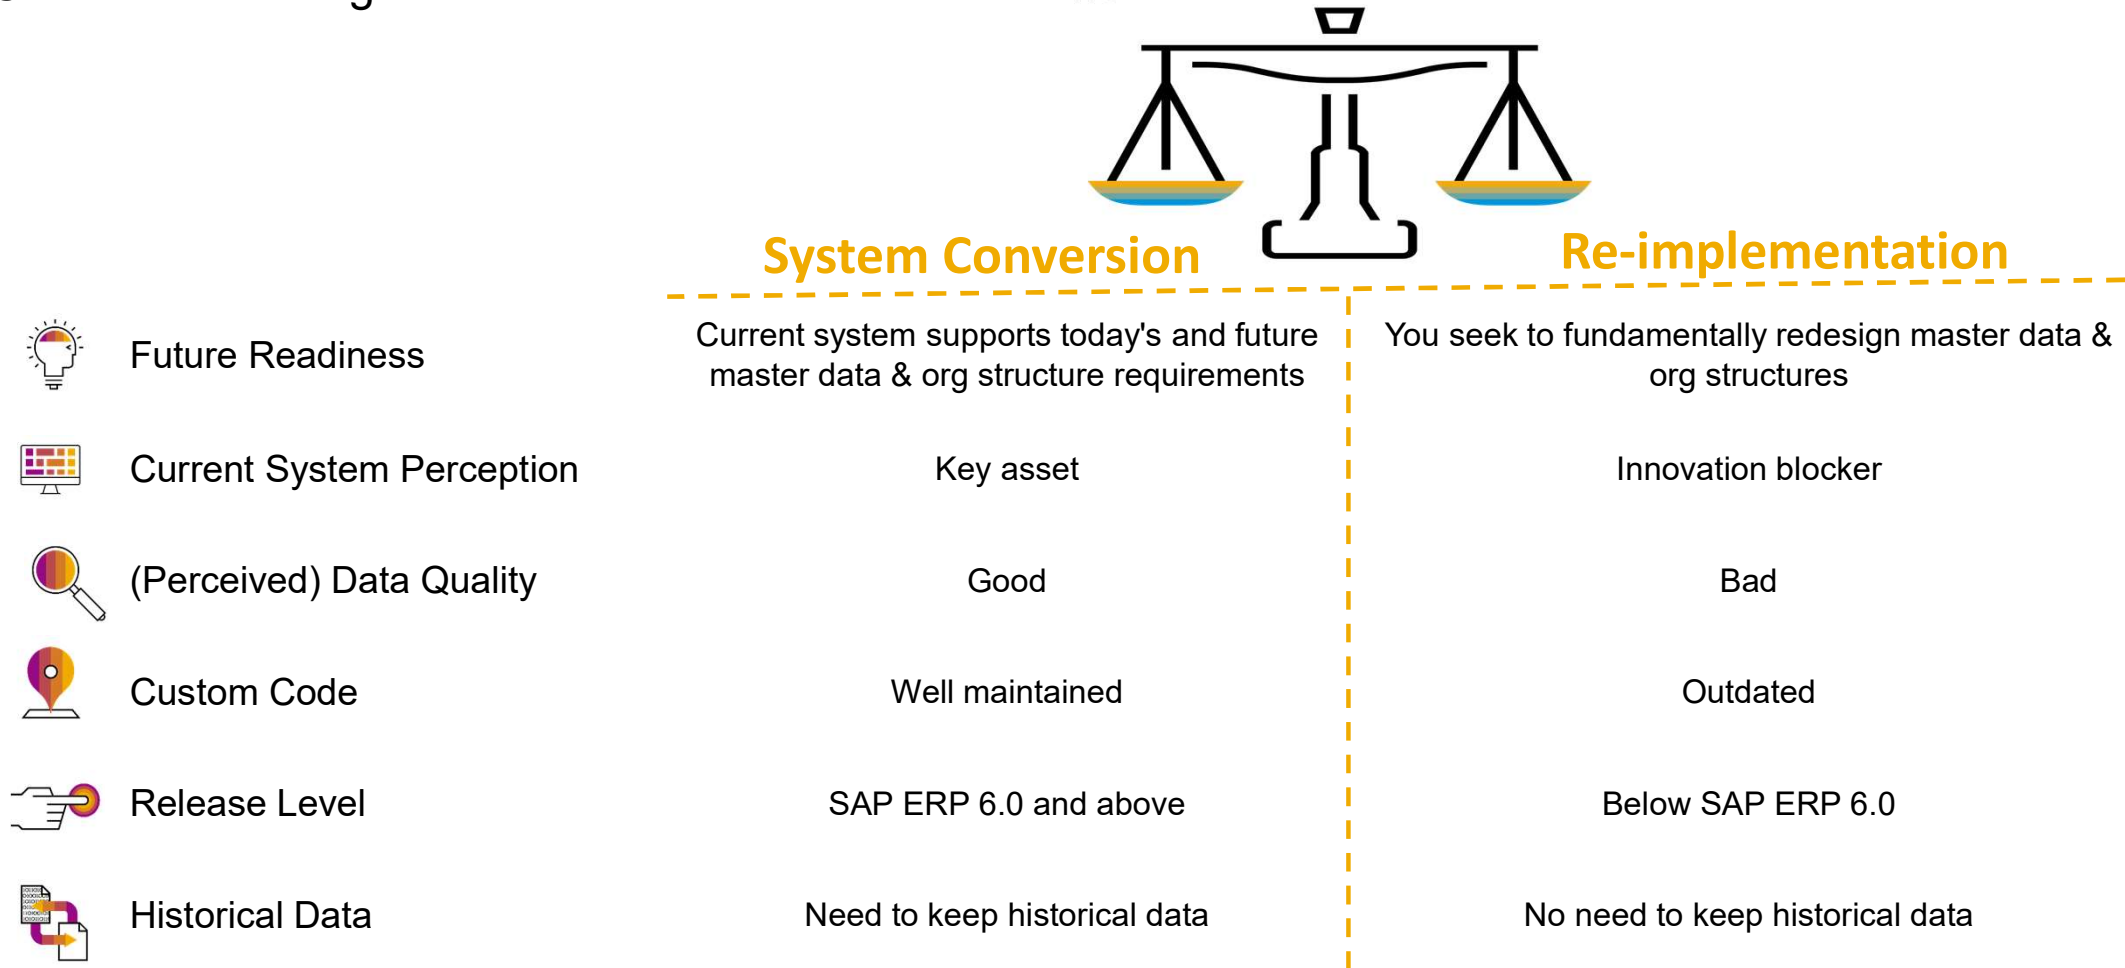 System Conversion
Re-implementation
Future Readiness
Current system supports today's and future
master data & org structure requirements
You seek to fundamentally redesign master data &
org structures
Current System Perception
Key asset
Innovation blocker
(Perceived) Data Quality
Good
Bad
Custom Code
Well maintained
Outdated
Release Level
SAP ERP 6.0 and above
Below SAP ERP 6.0
Historical Data
Need to keep historical data
No need to keep historical data